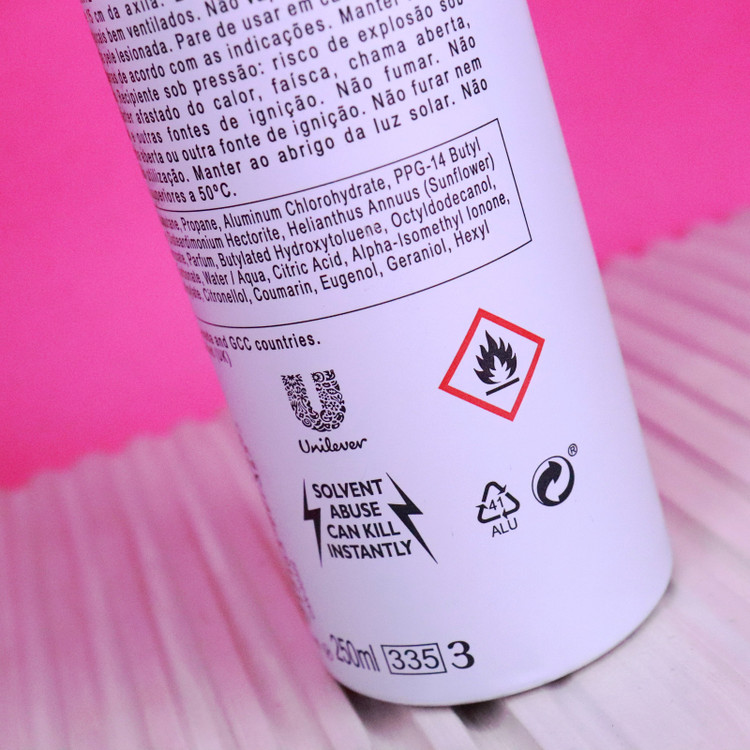 cm da axila.
bem ventilados. Não
lesionada. Pare de usar em
de acordo com as indicações. Manter
recipiente sob pressão: risco de explosão sob
afastado do calor, faísca, chama aberta,
outras fontes de ignição. Não fumar. Não
aberta ou outra fonte de ignição. Não furar nem
utilização. Manter ao abrigo da luz solar. Não
superiores a 50°C.
Propane, Aluminum Chlorohydrate, PPG-14 Butyl
Hectorite, Helianthus Annuus (Sunflower)
Parfum, Butylated Hydroxytoluene, Octyldodecanol,
Water / Aqua, Citric Acid, Alpha-Isomethyl Ionone,
Citronellol, Coumarin, Eugenol, Geraniol, Hexyl
and GCC countries.
(UK)
Unilever
SOLVENT
ABUSE
CAN KILL
INSTANTLY
41
ALU
®
250ml 335 3